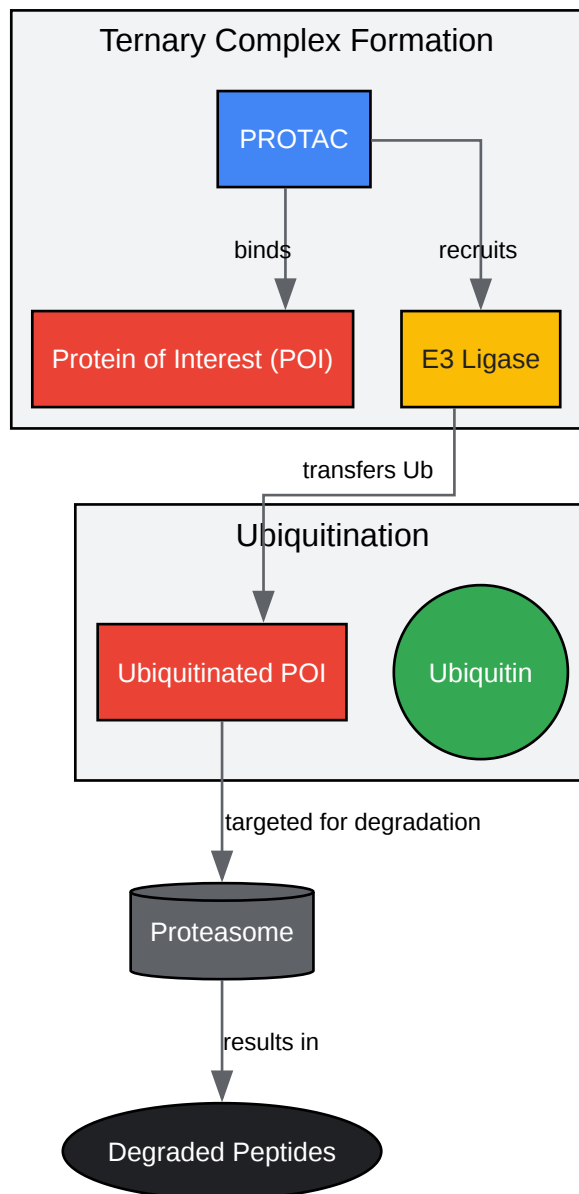 Ternary Complex Formation
PROTAC
binds
recruits
Protein of Interest (POI)
E3 Ligase
transfers Ub
Ubiquitination
Ubiquitinated POI
Ubiquitin
targeted for degradation
Proteasome
results in
Degraded Peptides